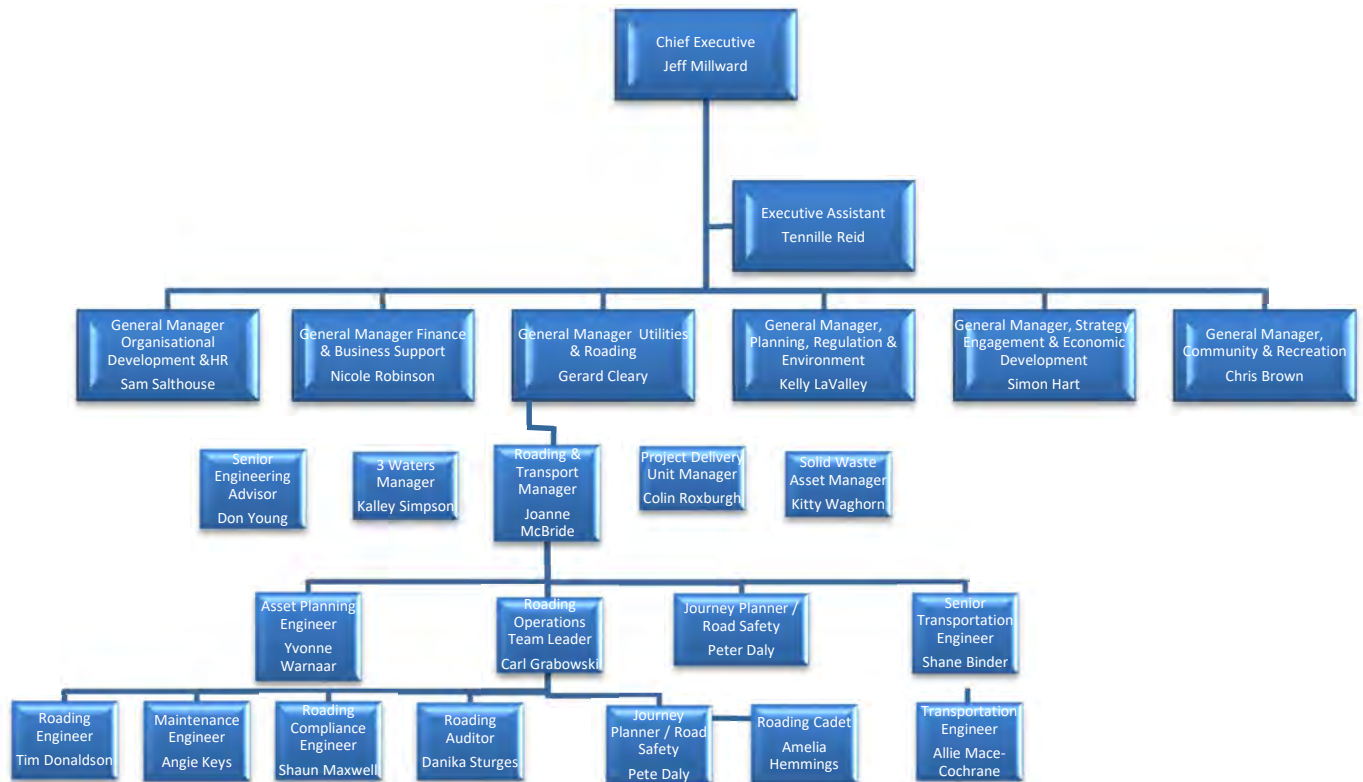 Chief Executive
Jeff Millward
Executive Assistant
Tennille Reid
General Manager
Organisational
Development &HR
Sam Salthouse
General Manager Finance
& Business Support
Nicole Robinson
General Manager Utilities
& Roading
Gerard Cleary
General Manager,
Planning, Regulation &
Environment
Kelly LaValley
General Manager, Strategy
Engagement & Economic
Development
Simon Hart
General Manager,
Community & Recreation
Chris Brown
Senior
Engineering
Advisor
Don Young
3 Waters
Manager
Kalley Simpson
Roading &
Transport
Manager
Joanne
McBride
Project Delivery
Unit Manager
Colin Roxburgh
Solid Waste
Asset Manager
Kitty Waghorn
Asset Planning
Engineer
Yvonne
Warnaar
Roading
Operations
Team Leader
Carl Grabowski
Journey Planner /
Road Safety
Peter Daly
Senior
Transportation
Engineer
Shane Binder
Roading
Engineer
Tim Donaldson
Maintenance
Engineer
Angie Keys
Roading
Compliance
Engineer
Shaun Maxwell
Roading
Auditor
Danika Sturges
Journey
Planner / Road
Safety
Pete Daly
Roading Cadet
Amelia
Hemmings
Transportation
Engineer
Allie Mace-
Cochrane